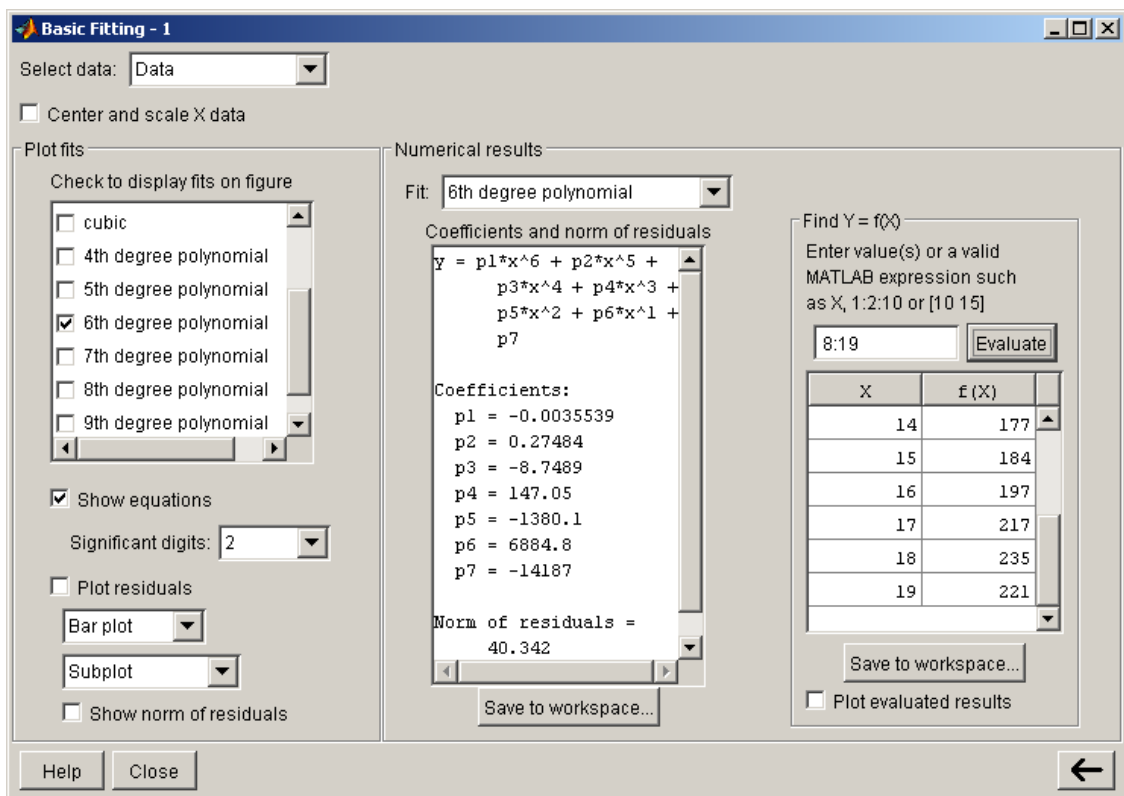 Basic Fitting - 1
Select data: Data
Center and scale X data
Plot fits
Check to display fits on figure
cubic
4th degree polynomial
5th degree polynomial
6th degree polynomial
7th degree polynomial
8th degree polynomial
9th degree polynomial
Show equations
Significant digits: 2
Plot residuals
Bar plot
Subplot
Show norm of residuals
Numerical results
Fit: 6th degree polynomial
Coefficients and norm of residuals
y = p1*x^6 + p2*x^5 +
p3*x^4 + p4*x^3 +
p5*x^2 + p6*x^1 +
p7
Coefficients:
p1 = -0.0035539
p2 = 0.27484
p3 = -8.7489
p4 = 147.05
p5 = -1380.1
p6 = 6884.8
p7 = -14187
Norm of residuals =
40.342
Save to workspace...
Find Y = f(X)
Enter value(s) or a valid
MATLAB expression such
as X, 1:2:10 or [10 15]
8:19 Evaluate
X f (X)
14 177
15 184
16 197
17 217
18 235
19 221
Save to workspace...
Plot evaluated results
Help Close